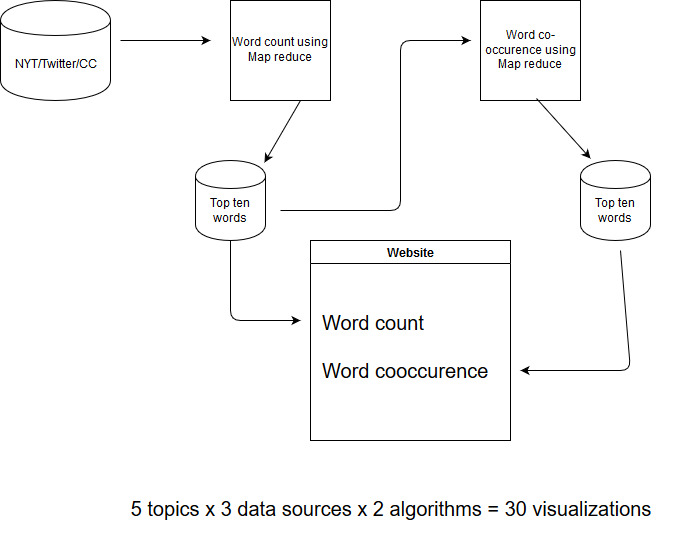 NYT/Twitter/CC
Word count using
Map reduce
Word co-
occurence using
Map reduce
Top ten
words
Top ten
words
Website
Word count
Word cooccurence
5 topics x 3 data sources x 2 algorithms = 30 visualizations